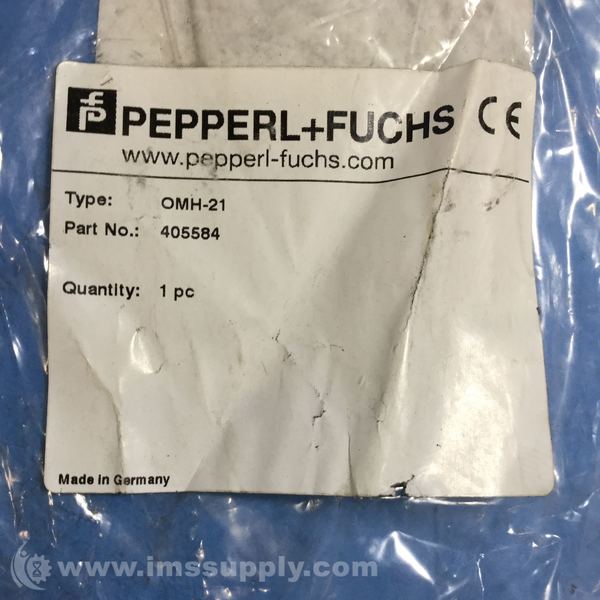 PEPPERL+FUCHS CE
www.pepperl-fuchs.com
Type: OMH-21
Part No.: 405584
Quantity: 1 pc
Made in Germany
www.imssupply.com